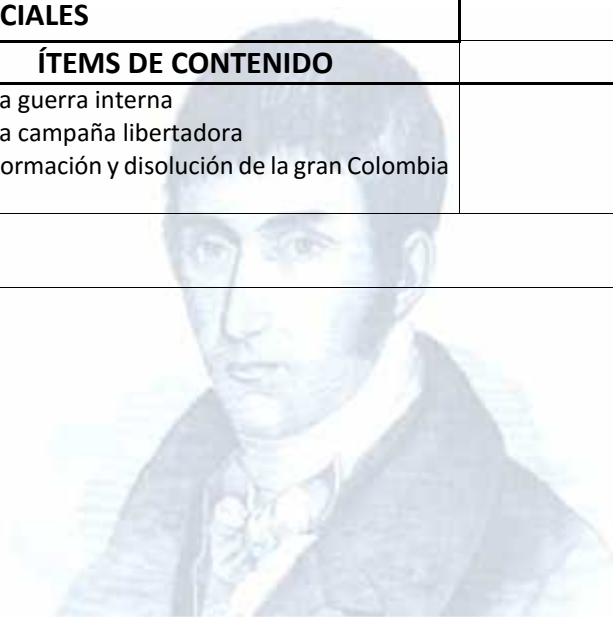 CIALES
ÍTEMS DE CONTENIDO
a guerra interna
a campaña libertadora
ormación y disolución de la gran Colombia